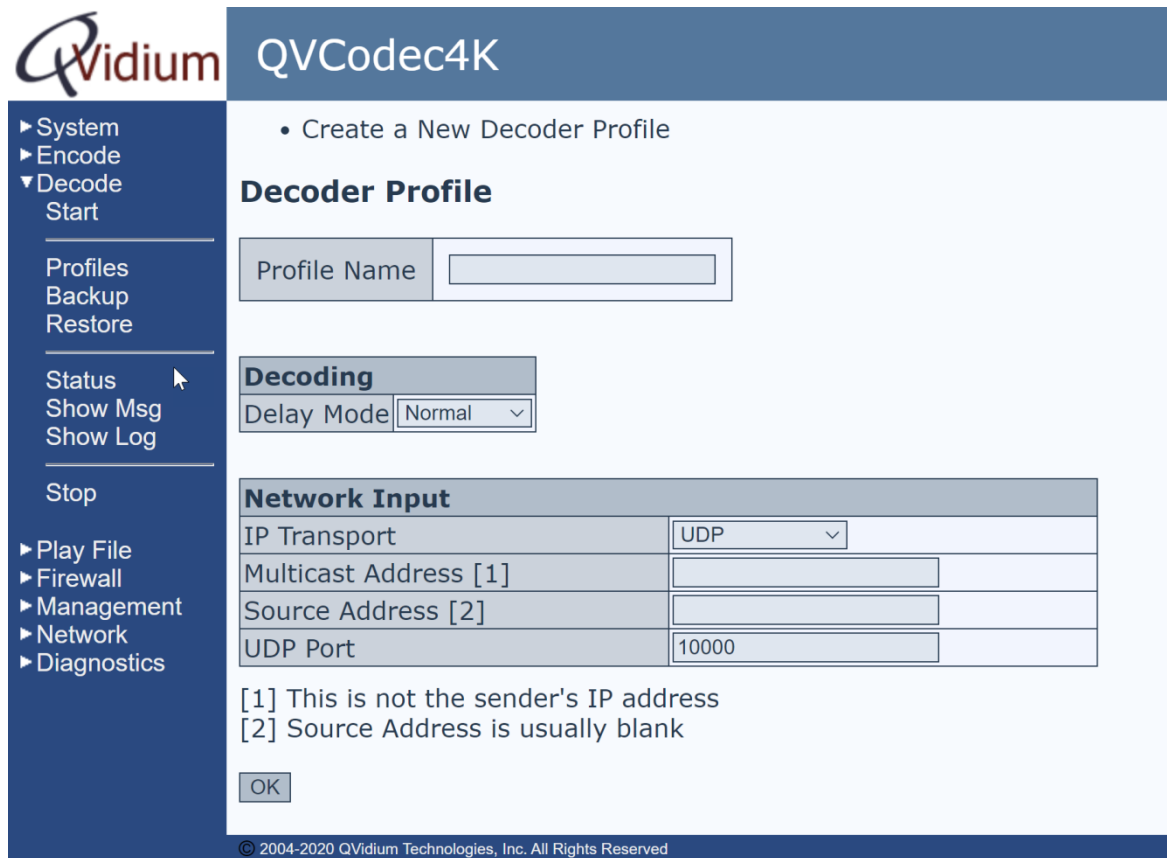 QVidium
QVCodec4K
System
Encode
Decode
Start
Profiles
Backup
Restore
Status
Show Msg
Show Log
Stop
Play File
Firewall
Management
Network
Diagnostics
• Create a New Decoder Profile
Decoder Profile
Profile Name
Decoding
Delay Mode Normal
Network Input
IP Transport UDP
Multicast Address [1]
Source Address [2]
UDP Port 10000
[1] This is not the sender's IP address
[2] Source Address is usually blank
OK
© 2004-2020 QVidium Technologies, Inc. All Rights Reserved